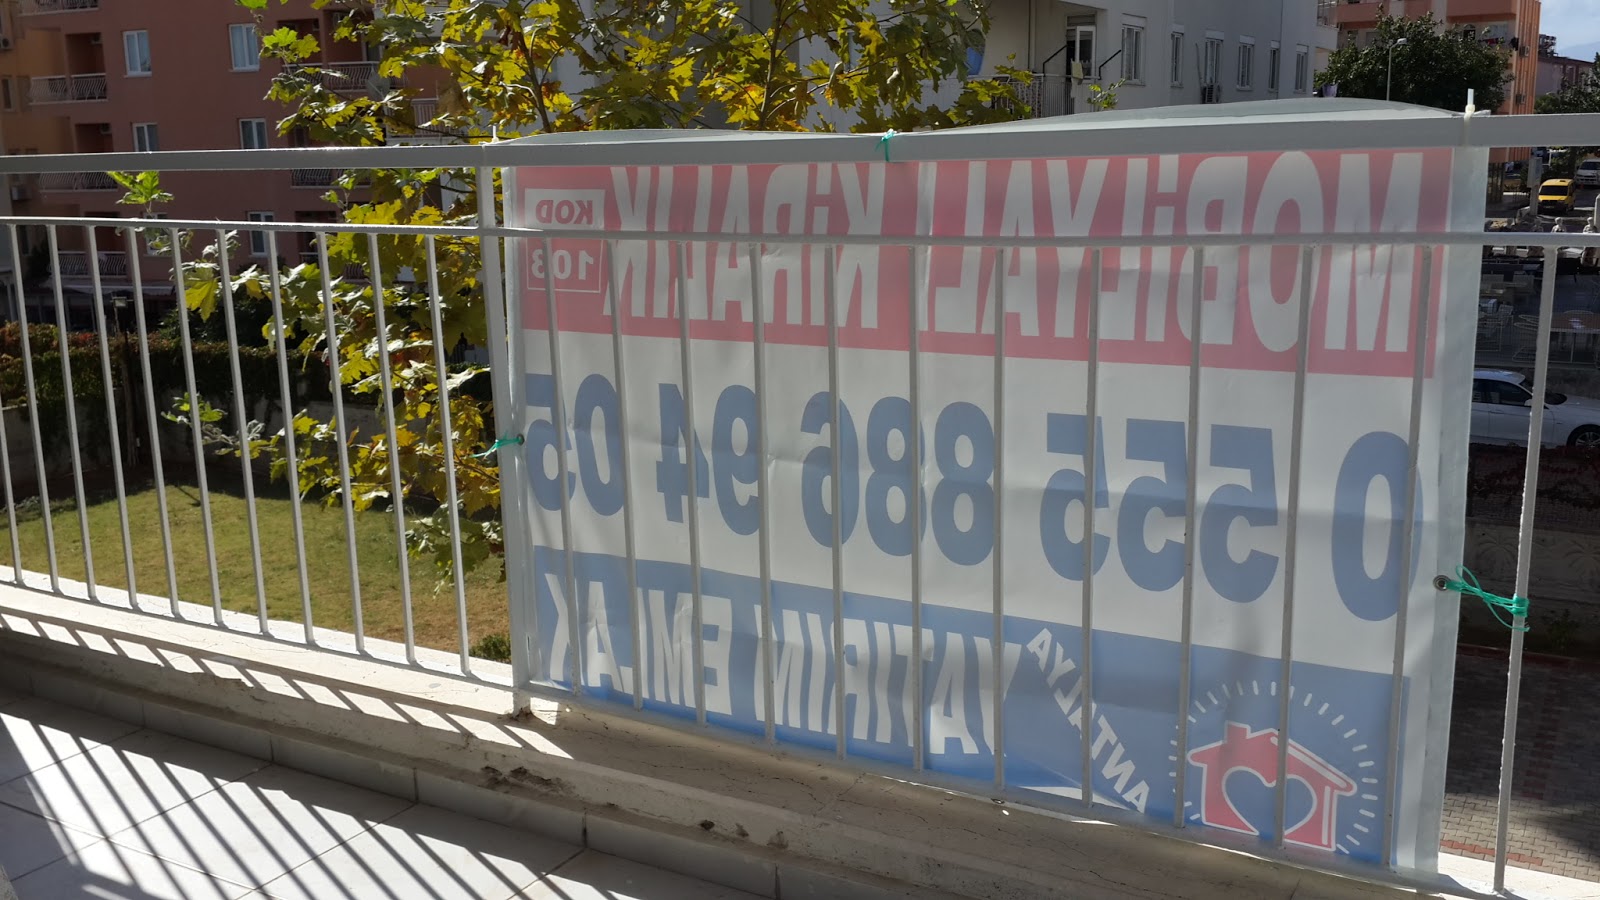 MOBİLYALI KİRALIK
KOD
103
0 555 886 94 05
ANTALYA
YATIRIM EMLAK